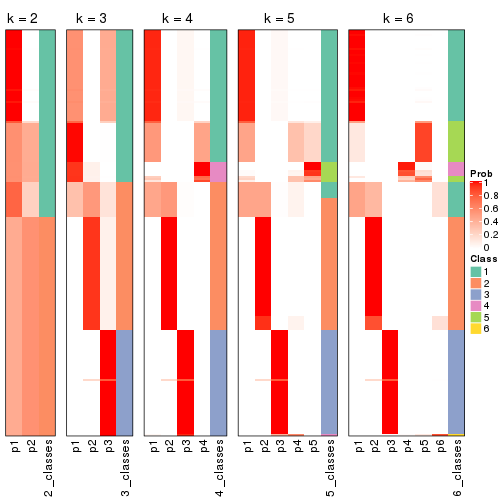 k = 2
k = 3
k = 4
k = 5
k = 6
p1
p2
2_classes
p1
p2
p3
3_classes
p1
p2
p3
p4
4_classes
p1
p2
p3
p4
p5
5_classes
p1
p2
p3
p4
p5
p6
6_classes
Prob
1
0.8
0.6
0.4
0.2
0
Class
1
2
3
4
5
6